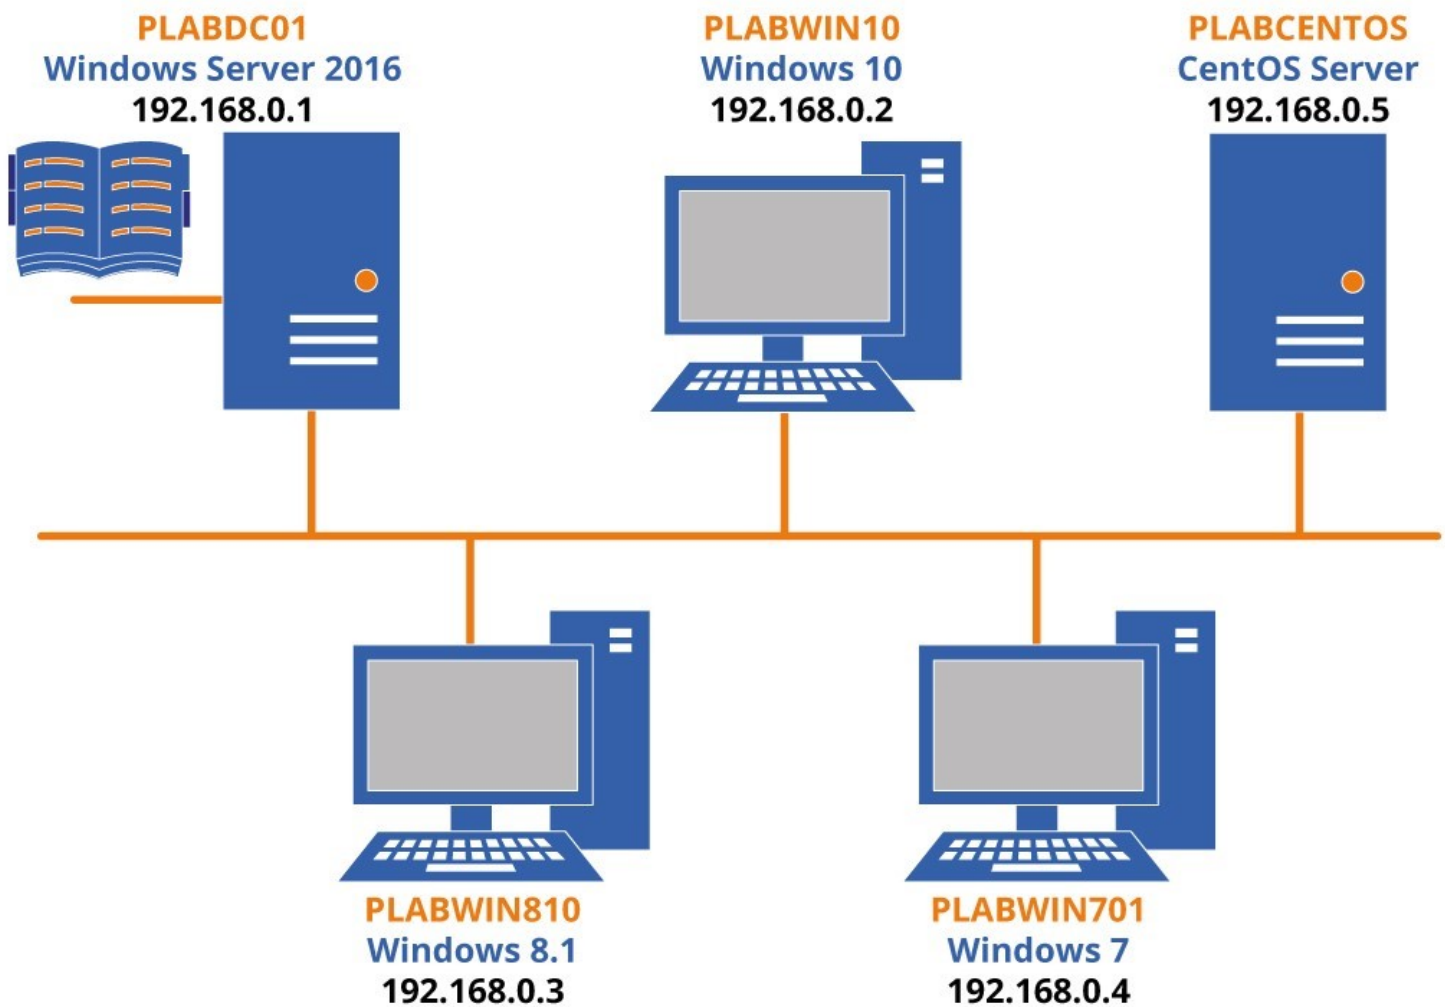 PLABDC01
Windows Server 2016
192.168.0.1
PLABWIN10
Windows 10
192.168.0.2
PLABCENTOS
CentOS Server
192.168.0.5
PLABWIN810
Windows 8.1
192.168.0.3
PLABWIN701
Windows 7
192.168.0.4